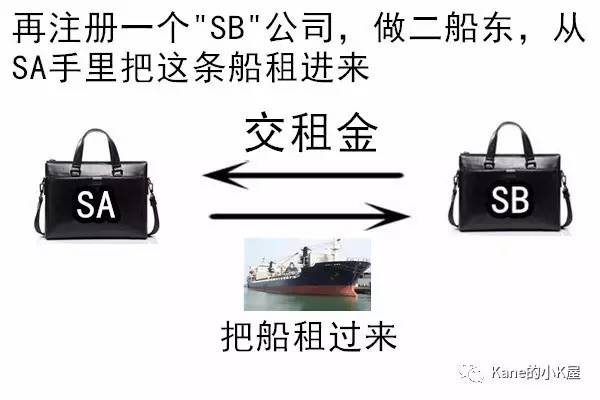 再注册一个"SB"公司，做二船东，从
SA手里把这条船租进来
交租金
SA
SB
把船租过来
Kane的小K屋